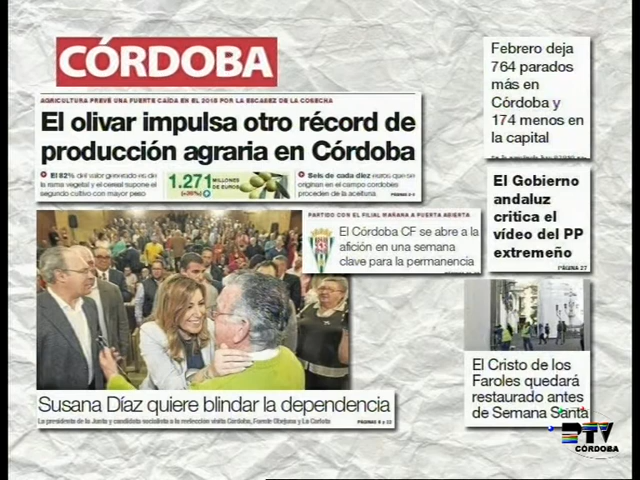 CÓRDOBA
AGRICULTURA PREVÉ UNA FUERTE CAÍDA EN EL 2015 POR LA ESCASEZ DE LA COSECHA
El olivar impulsa otro récord de
producción agraria en Córdoba
El 82% del valor generado es de
la rama vegetal y el cereal supone el
segundo cultivo con mayor peso
1.271 MILLONES
DE EUROS
Seis de cada diez euros que se
originan en el campo cordobés
proceden de la aceituna.
Febrero deja
764 parados
más en
Córdoba y
174 menos en
la capital
El Gobierno
andaluz
critica el
vídeo del PP
extremeño
PÁGINA 27
PARTIDO CON EL FILIAL MAÑANA A PUERTA ABIERTA
El Córdoba CF se abre a la
afición en una semana
clave para la permanencia
Susana Díaz quiere blindar la dependencia
La presidenta de la Junta y candidata socialista a la reelección visita Córdoba, Fernán Núñez y La Carlota
El Cristo de los
Faroles quedará
restaurado antes
de Semana Santa
PTV
CÓRDOBA